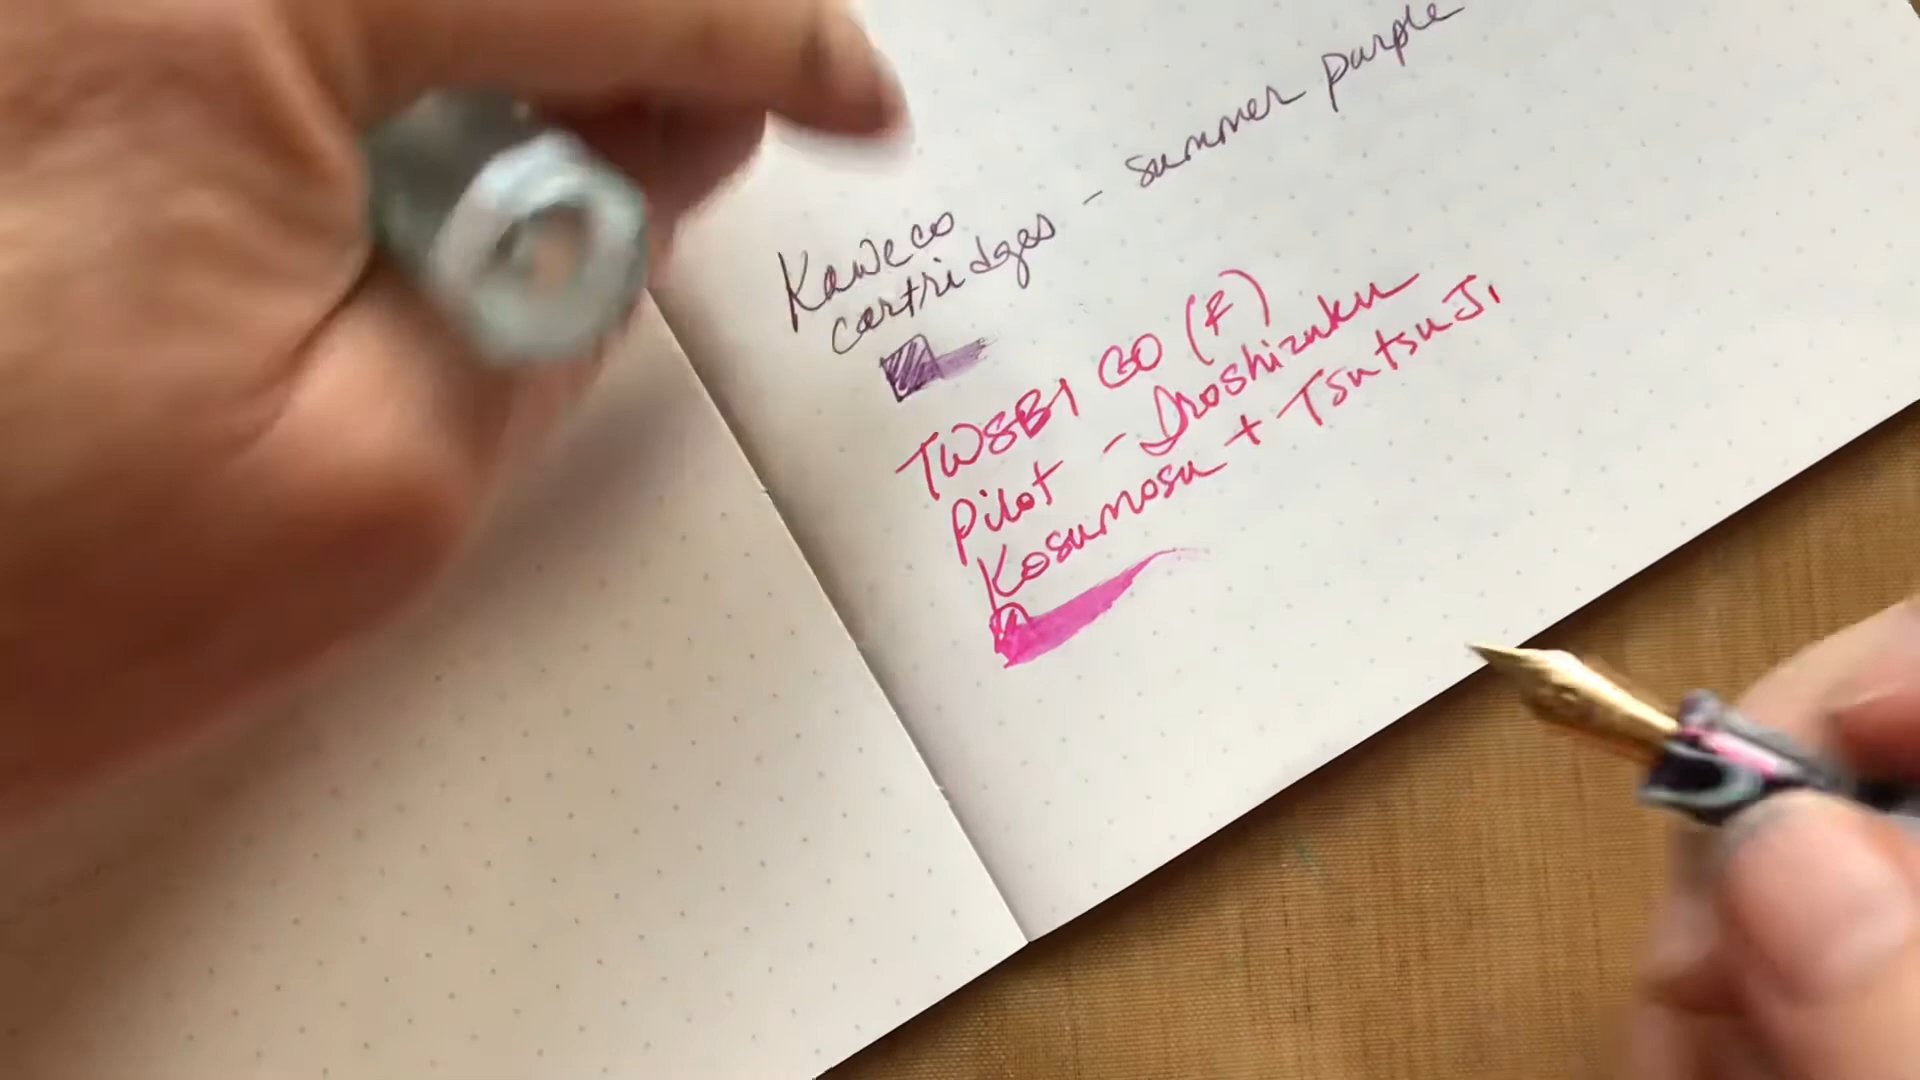 Kaweco
cartridges - summer purple
TWSBI GO (F)
Pilot - Iroshizuku
Kosumosu + Tsutsuji